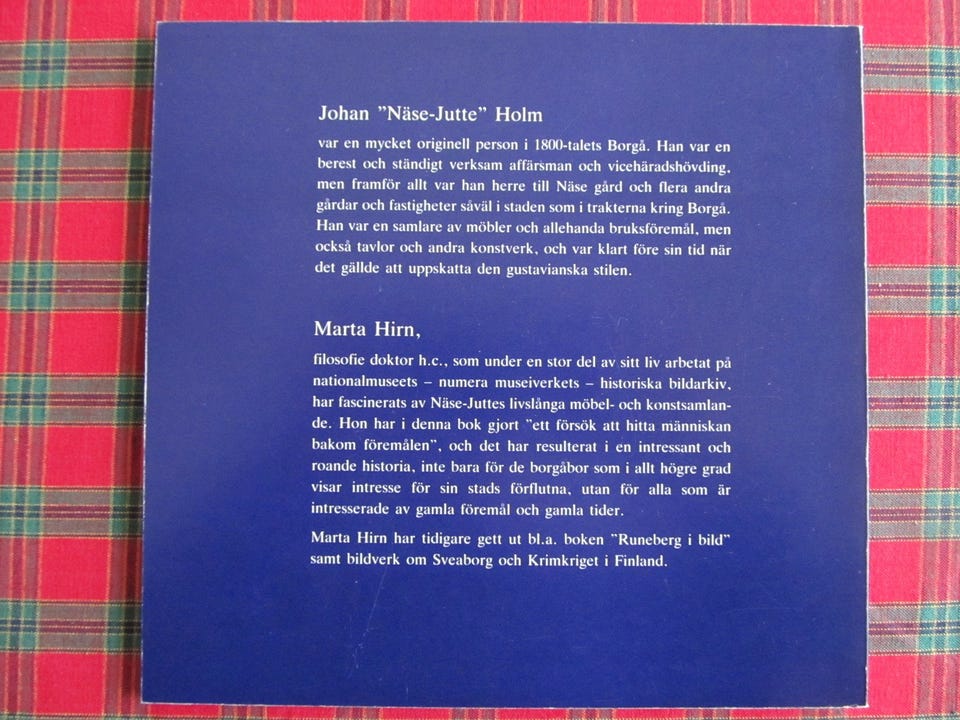 Johan ”Näse-Jutte” Holm
var en mycket originell person i 1800-talets Borgå. Han var en
berest och ständigt verksam affärsman och vicehäradshövding,
men framför allt var han herre till Näse gård och flera andra
gårdar och fastigheter såväl i staden som i trakterna kring Borgå.
Han var en samlare av möbler och allehanda bruksföremål, men
också tavlor och andra konstverk, och var klart före sin tid när
det gällde att uppskatta den gustavianska stilen.
Marta Hirn,
filosofie doktor h.c., som under en stor del av sitt liv arbetat på
nationalmuseets – numera museiverkets – historiska bildarkiv,
har fascinerats av Näse-Juttes livslånga möbel- och konstsamlan-
de. Hon har i denna bok gjort ”ett försök att hitta människan
bakom föremålen”, och det har resulterat i en intressant och
roande historia, inte bara för de borgåbor som i allt högre grad
visar intresse för sin stads förflutna, utan för alla som är
intresserade av gamla föremål och gamla tider.
Marta Hirn har tidigare gett ut bl.a. boken ”Runeberg i bild”
samt bildverk om Sveaborg och Krimkriget i Finland.